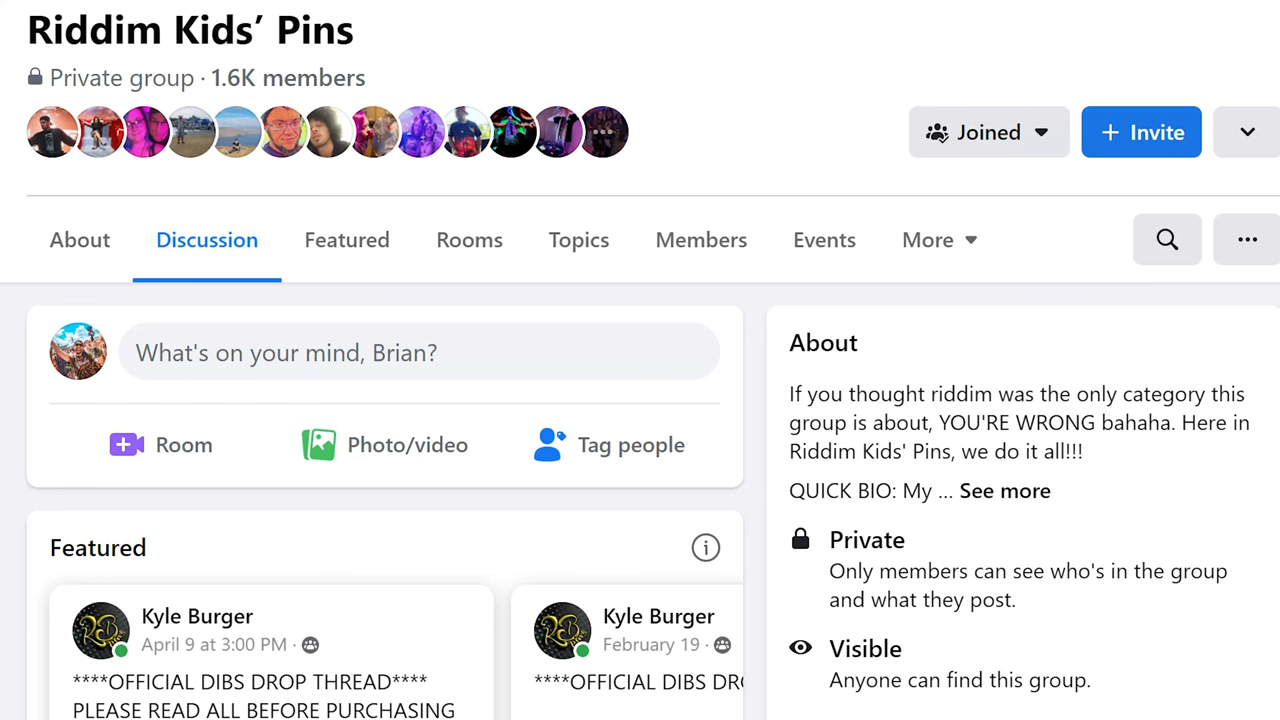 Riddim Kids’ Pins
Private group · 1.6K members
Joined
+ Invite
About
Discussion
Featured
Rooms
Topics
Members
Events
More
What's on your mind, Brian?
Room
Photo/video
Tag people
Featured
Kyle Burger
April 9 at 3:00 PM ·
****OFFICIAL DIBS DROP THREAD****
PLEASE READ ALL BEFORE PURCHASING
Kyle Burger
February 19 ·
****OFFICIAL DIBS DRO
About
If you thought riddim was the only category this
group is about, YOU'RE WRONG bahaha. Here in
Riddim Kids' Pins, we do it all!!!
QUICK BIO: My ... See more
Private
Only members can see who's in the group
and what they post.
Visible
Anyone can find this group.